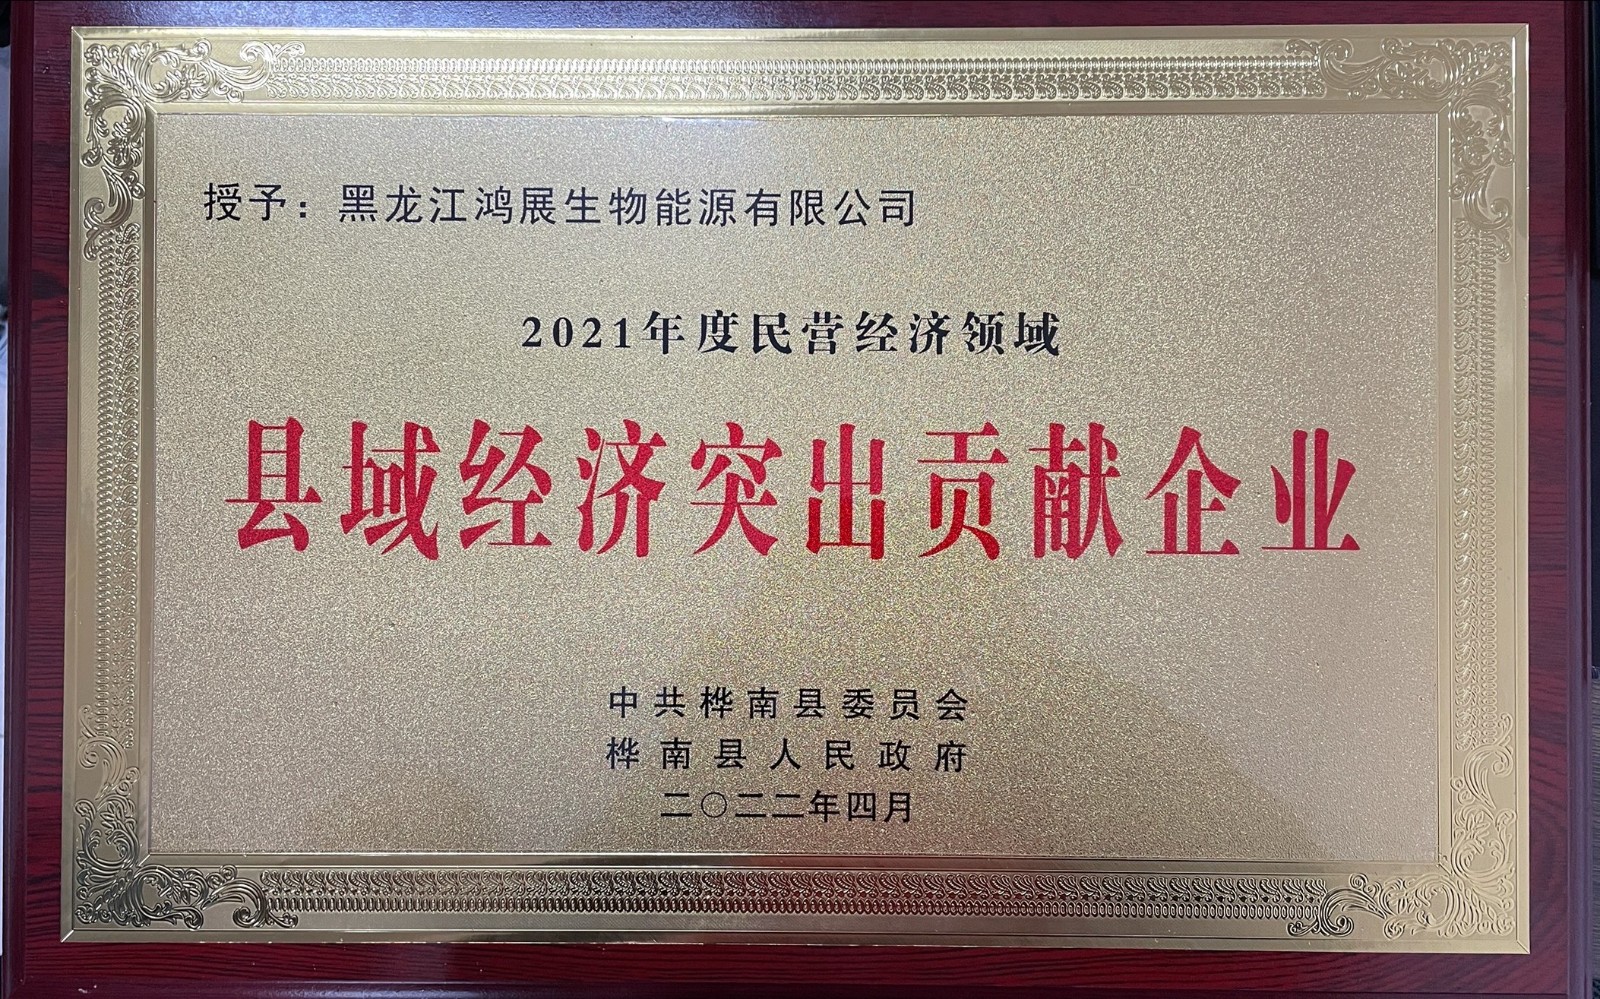 授予：黑龙江鸿展生物能源有限公司
2021年度民营经济领域
县域经济突出贡献企业
中共桦南县委员会
桦南县人民政府
二〇二二年四月